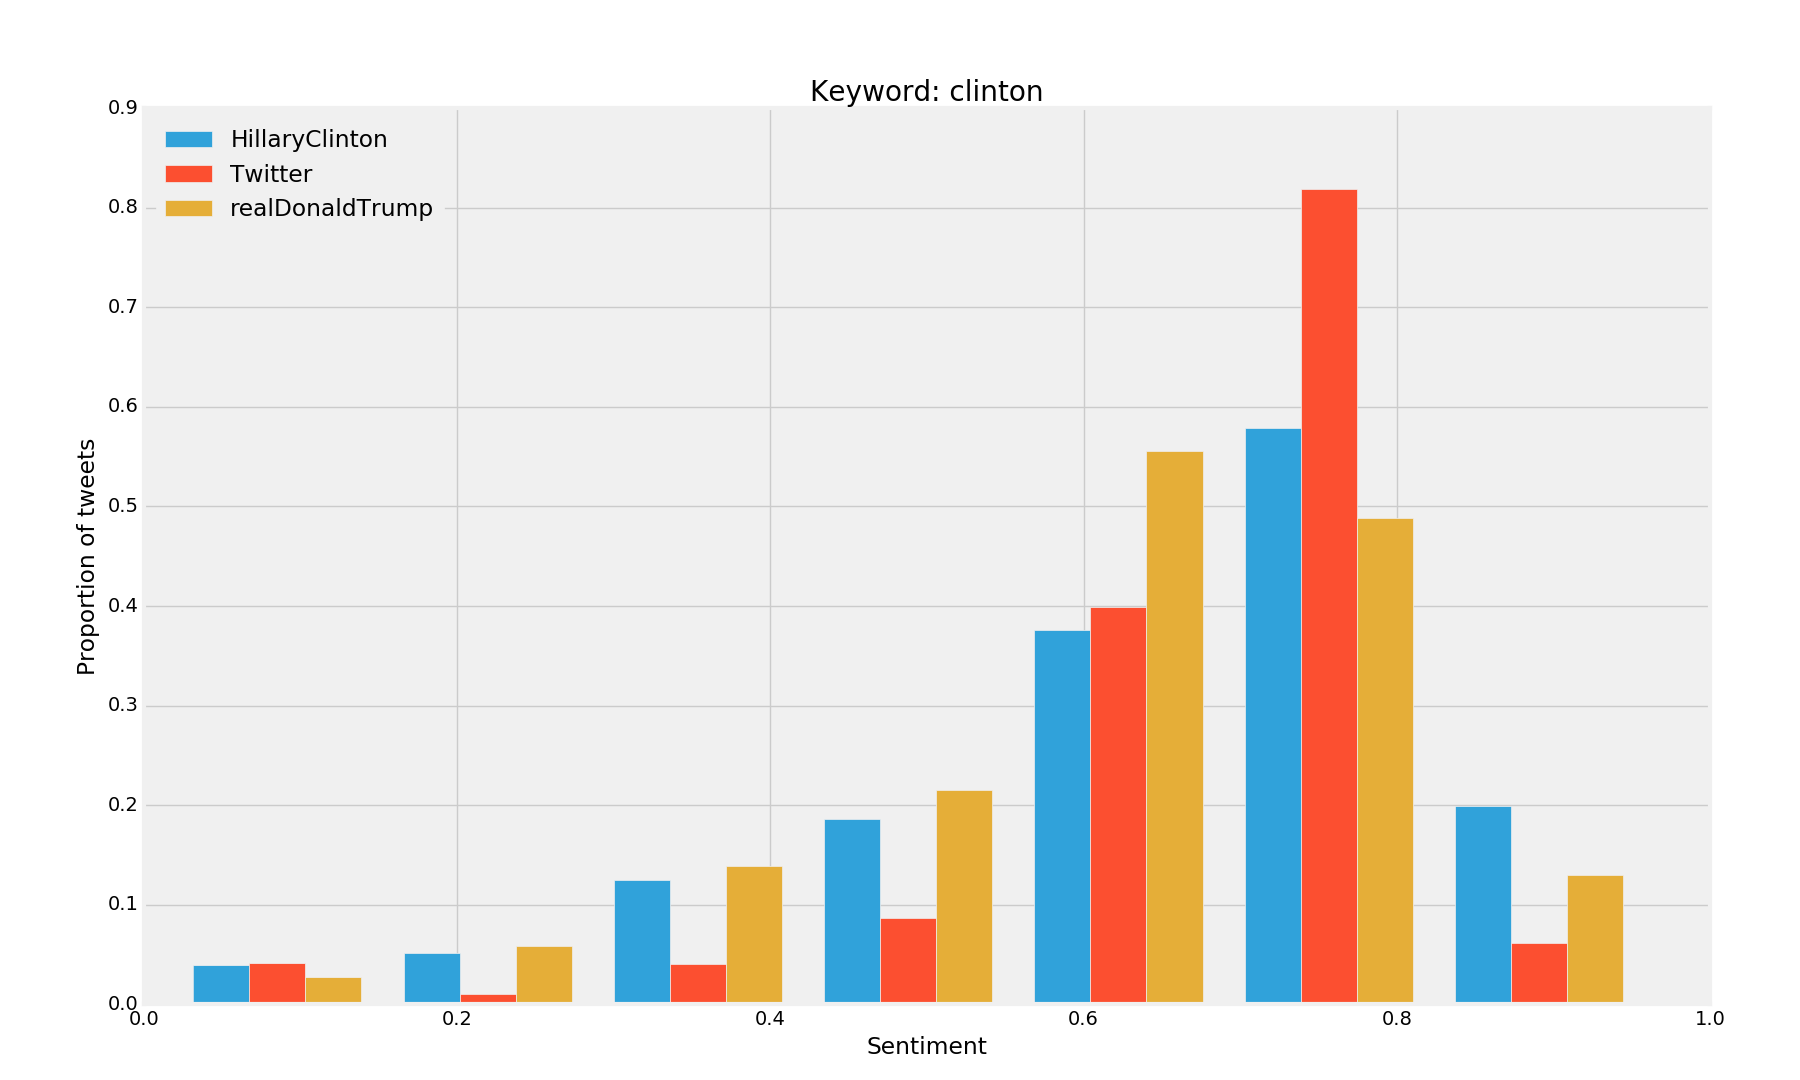 Keyword: clinton
0.9
0.8
0.7
0.6
0.5
0.4
0.3
0.2
0.1
0.0
HillaryClinton
Twitter
realDonaldTrump
Proportion of tweets
0.0 0.2 0.4 0.6 0.8 1.0
Sentiment